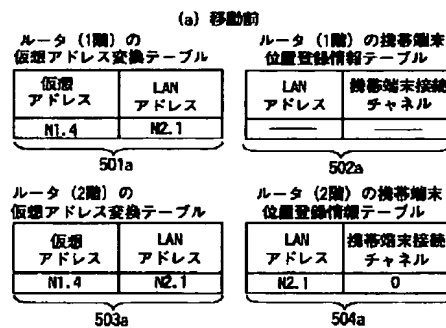 (a) 移動前
ルータ (1階) の
仮想アドレス変換テーブル
ルータ (1階) の携帯端末
位置登録情報テーブル
仮想
アドレス
LAN
アドレス
N1.4
N2.1
501a
LAN
アドレス
携帯端末接続
チャネル
502a
ルータ (2階) の
仮想アドレス変換テーブル
ルータ (2階) の携帯端末
位置登録情報テーブル
仮想
アドレス
LAN
アドレス
N1.4
N2.1
503a
LAN
アドレス
携帯端末接続
チャネル
N2.1
0
504a